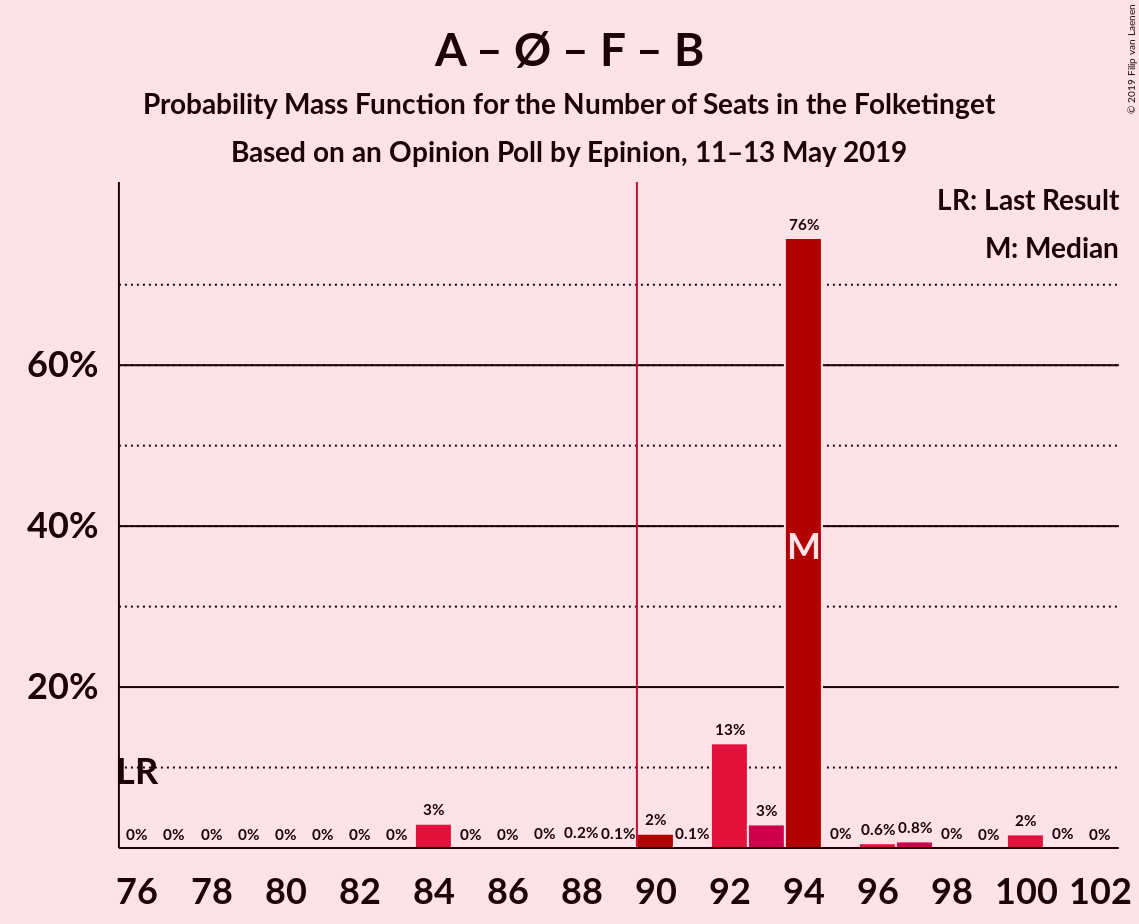 A – Ø – F – B
Probability Mass Function for the Number of Seats in the Folketinget
Based on an Opinion Poll by Epinion, 11–13 May 2019
© 2019 Filip van Laenen
LR: Last Result
M: Median
60%
40%
20%
LR
M
0% 0% 0% 0% 0% 0% 0% 0% 3% 0% 0% 0% 0.2% 0.1% 2% 0.1% 13% 3% 76% 0% 0.6% 0.8% 0% 0% 2% 0% 0%
76 78 80 82 84 86 88 90 92 94 96 98 100 102